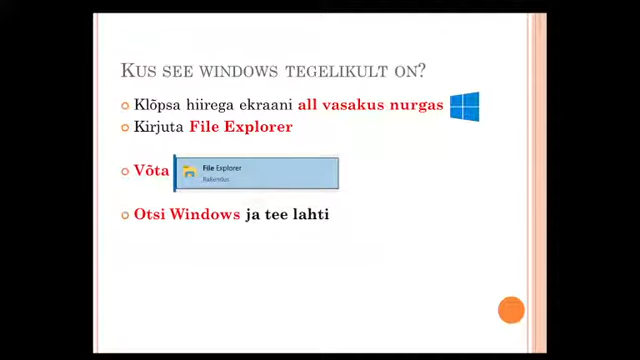 KUS SEE WINDOWS TEGELIKULT ON?
Klõpsa hiirega ekraani all vasakus nurgas
Kirjuta File Explorer
Võta
File Explorer
Rakendus
Otsi Windows ja tee lahti